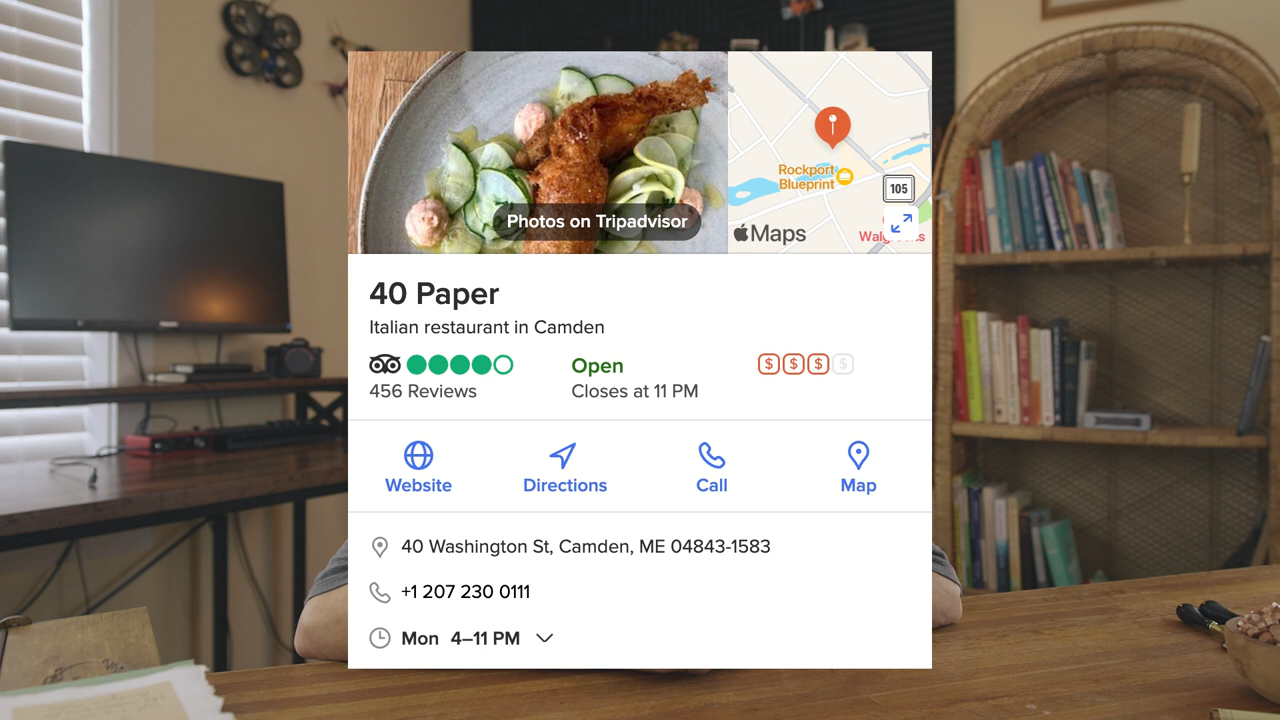 Photos on Tripadvisor
Rockport
Blueprint
105
Maps
40 Paper
Italian restaurant in Camden
456 Reviews
Open
Closes at 11 PM
$ $ $ $
Website
Directions
Call
Map
40 Washington St, Camden, ME 04843-1583
+1 207 230 0111
Mon 4–11 PM